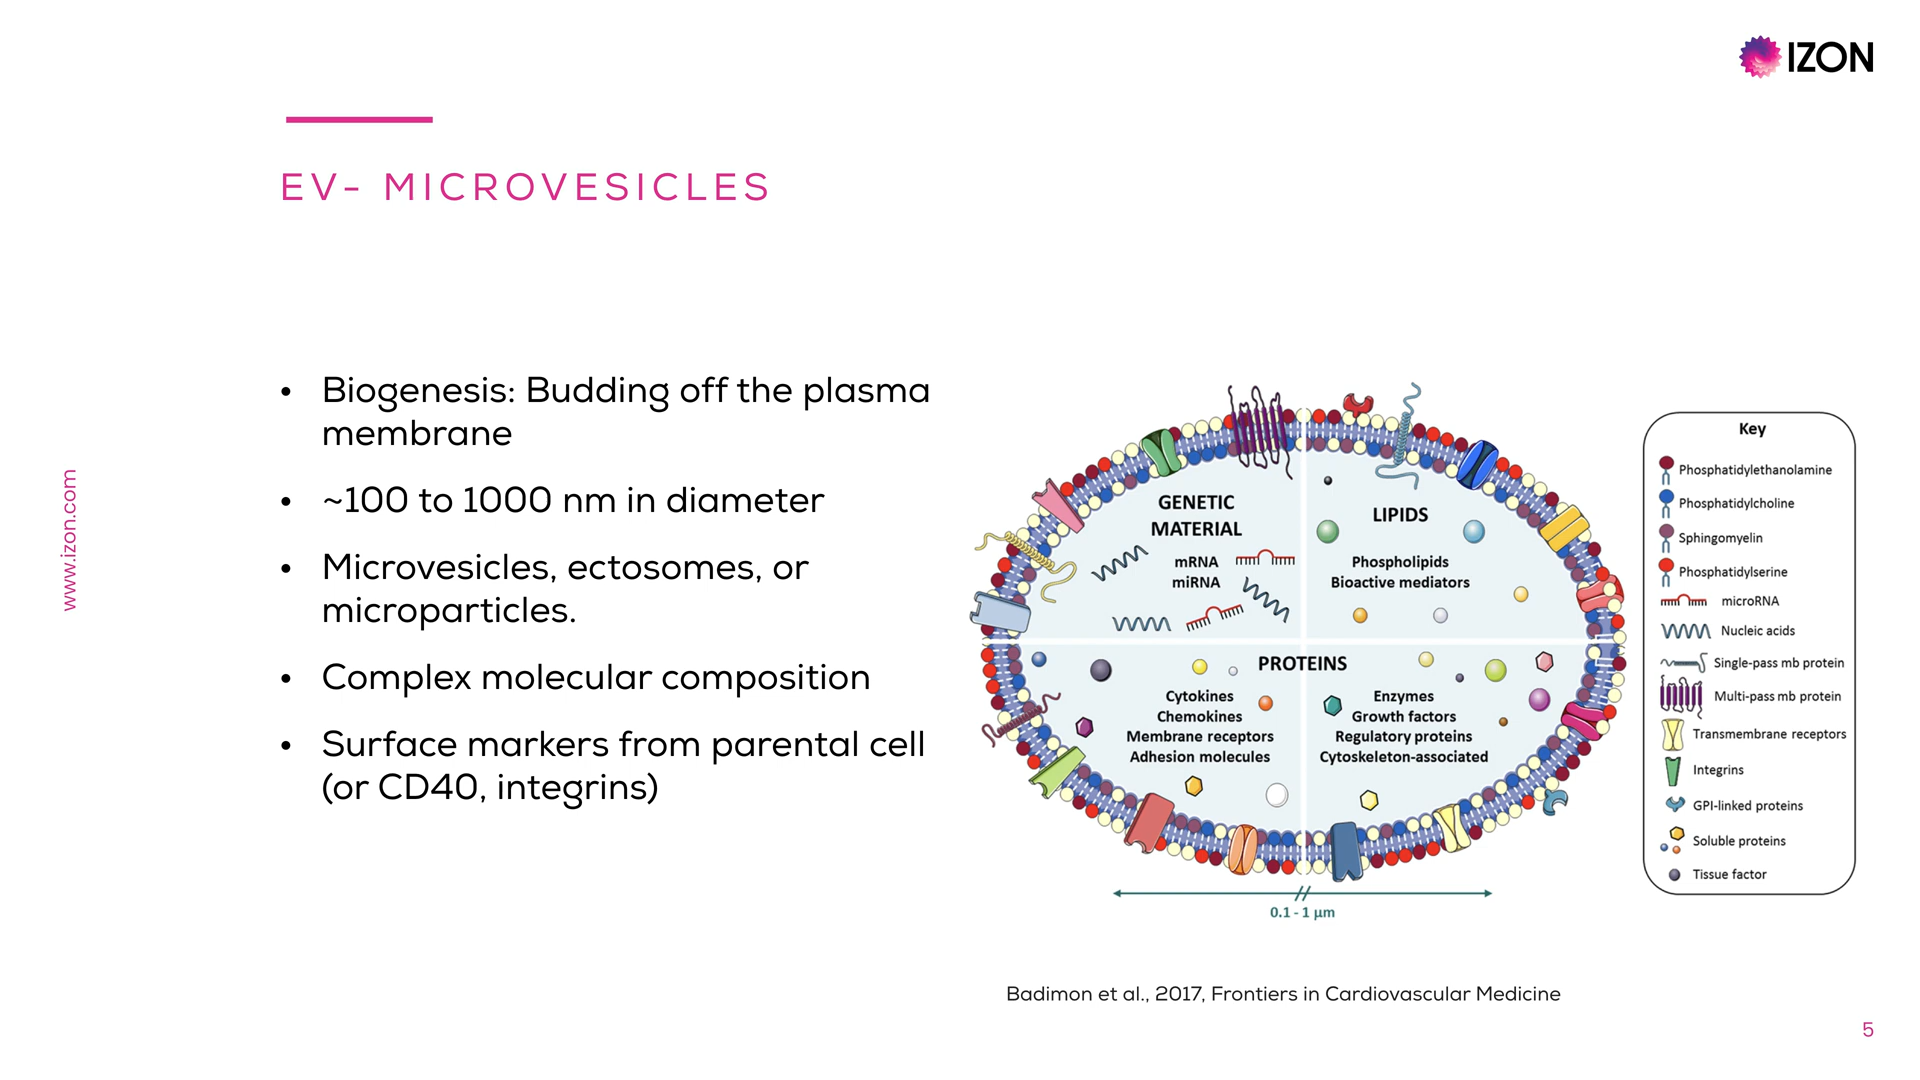 IZON
EV- MICROVESICLES
www.izon.com
• Biogenesis: Budding off the plasma
membrane
• ~100 to 1000 nm in diameter
• Microvesicles, ectosomes, or
microparticles.
• Complex molecular composition
• Surface markers from parental cell
(or CD40, integrins)
GENETIC
MATERIAL
mRNA
miRNA
LIPIDS
Phospholipids
Bioactive mediators
PROTEINS
Cytokines
Chemokines
Membrane receptors
Adhesion molecules
Enzymes
Growth factors
Regulatory proteins
Cytoskeleton-associated
0.1 - 1 µm
Key
Phosphatidylethanolamine
Phosphatidylcholine
Sphingomyelin
Phosphatidylserine
microRNA
Nucleic acids
Single-pass mb protein
Multi-pass mb protein
Transmembrane receptors
Integrins
GPI-linked proteins
Soluble proteins
Tissue factor
Badimon et al., 2017, Frontiers in Cardiovascular Medicine
5